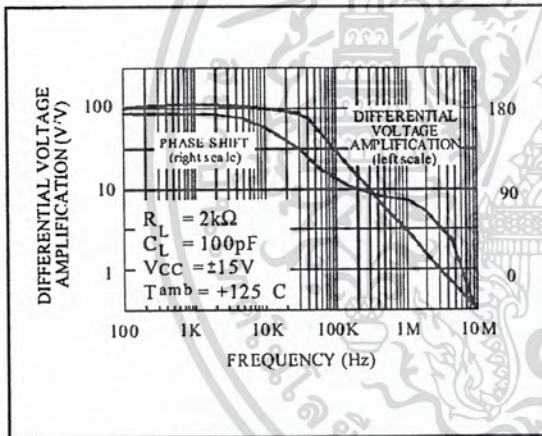 DIFFERENTIAL VOLTAGE
AMPLIFICATION (V'V)
100
10
1
180
90
0
PHASE SHIFT
(right scale)
DIFFERENTIAL
VOLTAGE
AMPLIFICATION
(left scale)
RL = 2kΩ
CL = 100pF
VCC = ±15V
Tamb = +125 C
100 1K 10K 100K 1M 10M
FREQUENCY (Hz)